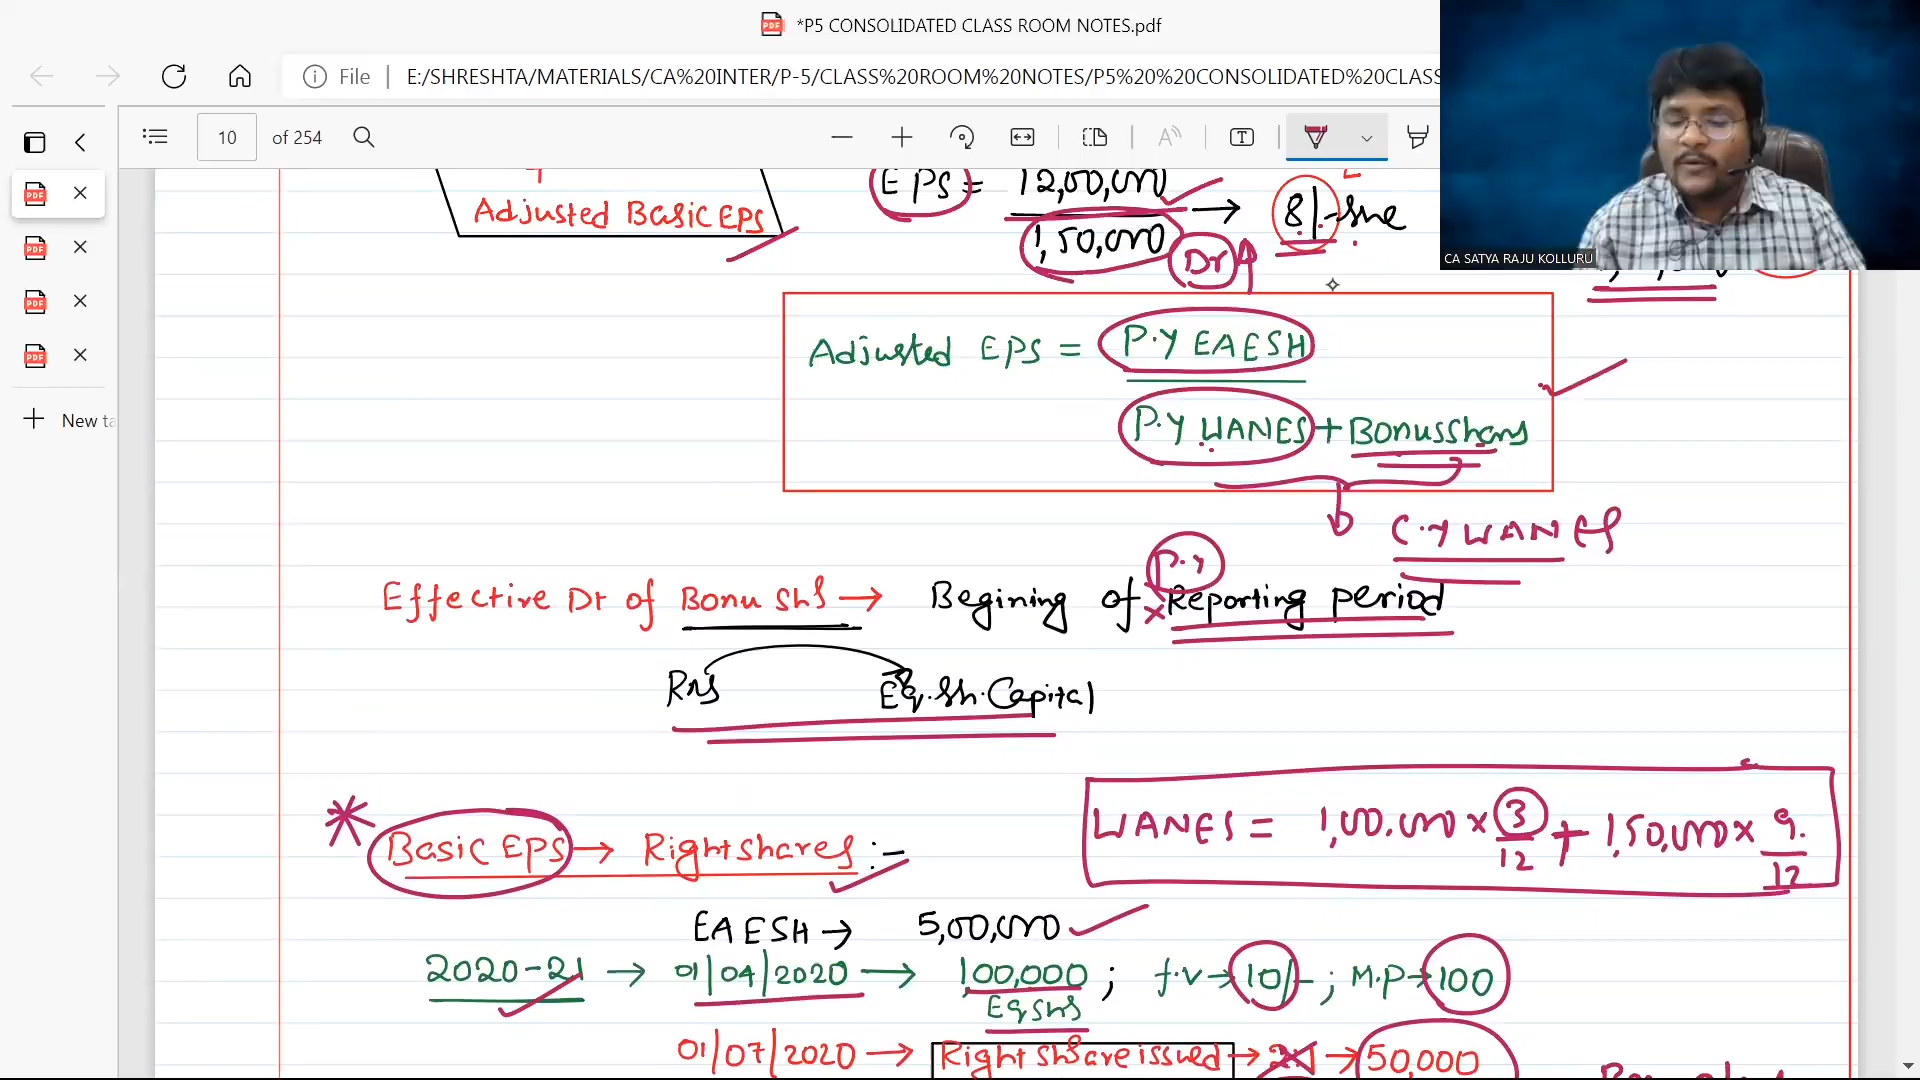 *P5 CONSOLIDATED CLASS ROOM NOTES.pdf
File | E:/SHRESHTA/MATERIALS/CA%20INTER/P-5/CLASS%20ROOM%20NOTES/P5%20%20CONSOLIDATED%20CLASS
10 of 254
New ta
CA SATYA RAJU KOLLURU
Adjusted Basic EPS
EPS = 12,00,000 → 8/-
1,50,000 Dr
Adjusted EPS = P.Y EAESH
P.Y WANES + Bonus
C.Y WANES
P.Y
Effective Dt of Bonu Shs → Begining of Reporting period
Eq.Sh.Capital
WANES = 1,00,000 × 3/12 + 1,50,000 × 9/12
Basic EPS → Right shares :-
EAESH → 5,00,000
2020-21 → 01/04/2020 → 100,000 ; f.v → 10/- ; M.P → 100
Eq Shs
01/07/2020 → Right Share issued → → 50,000